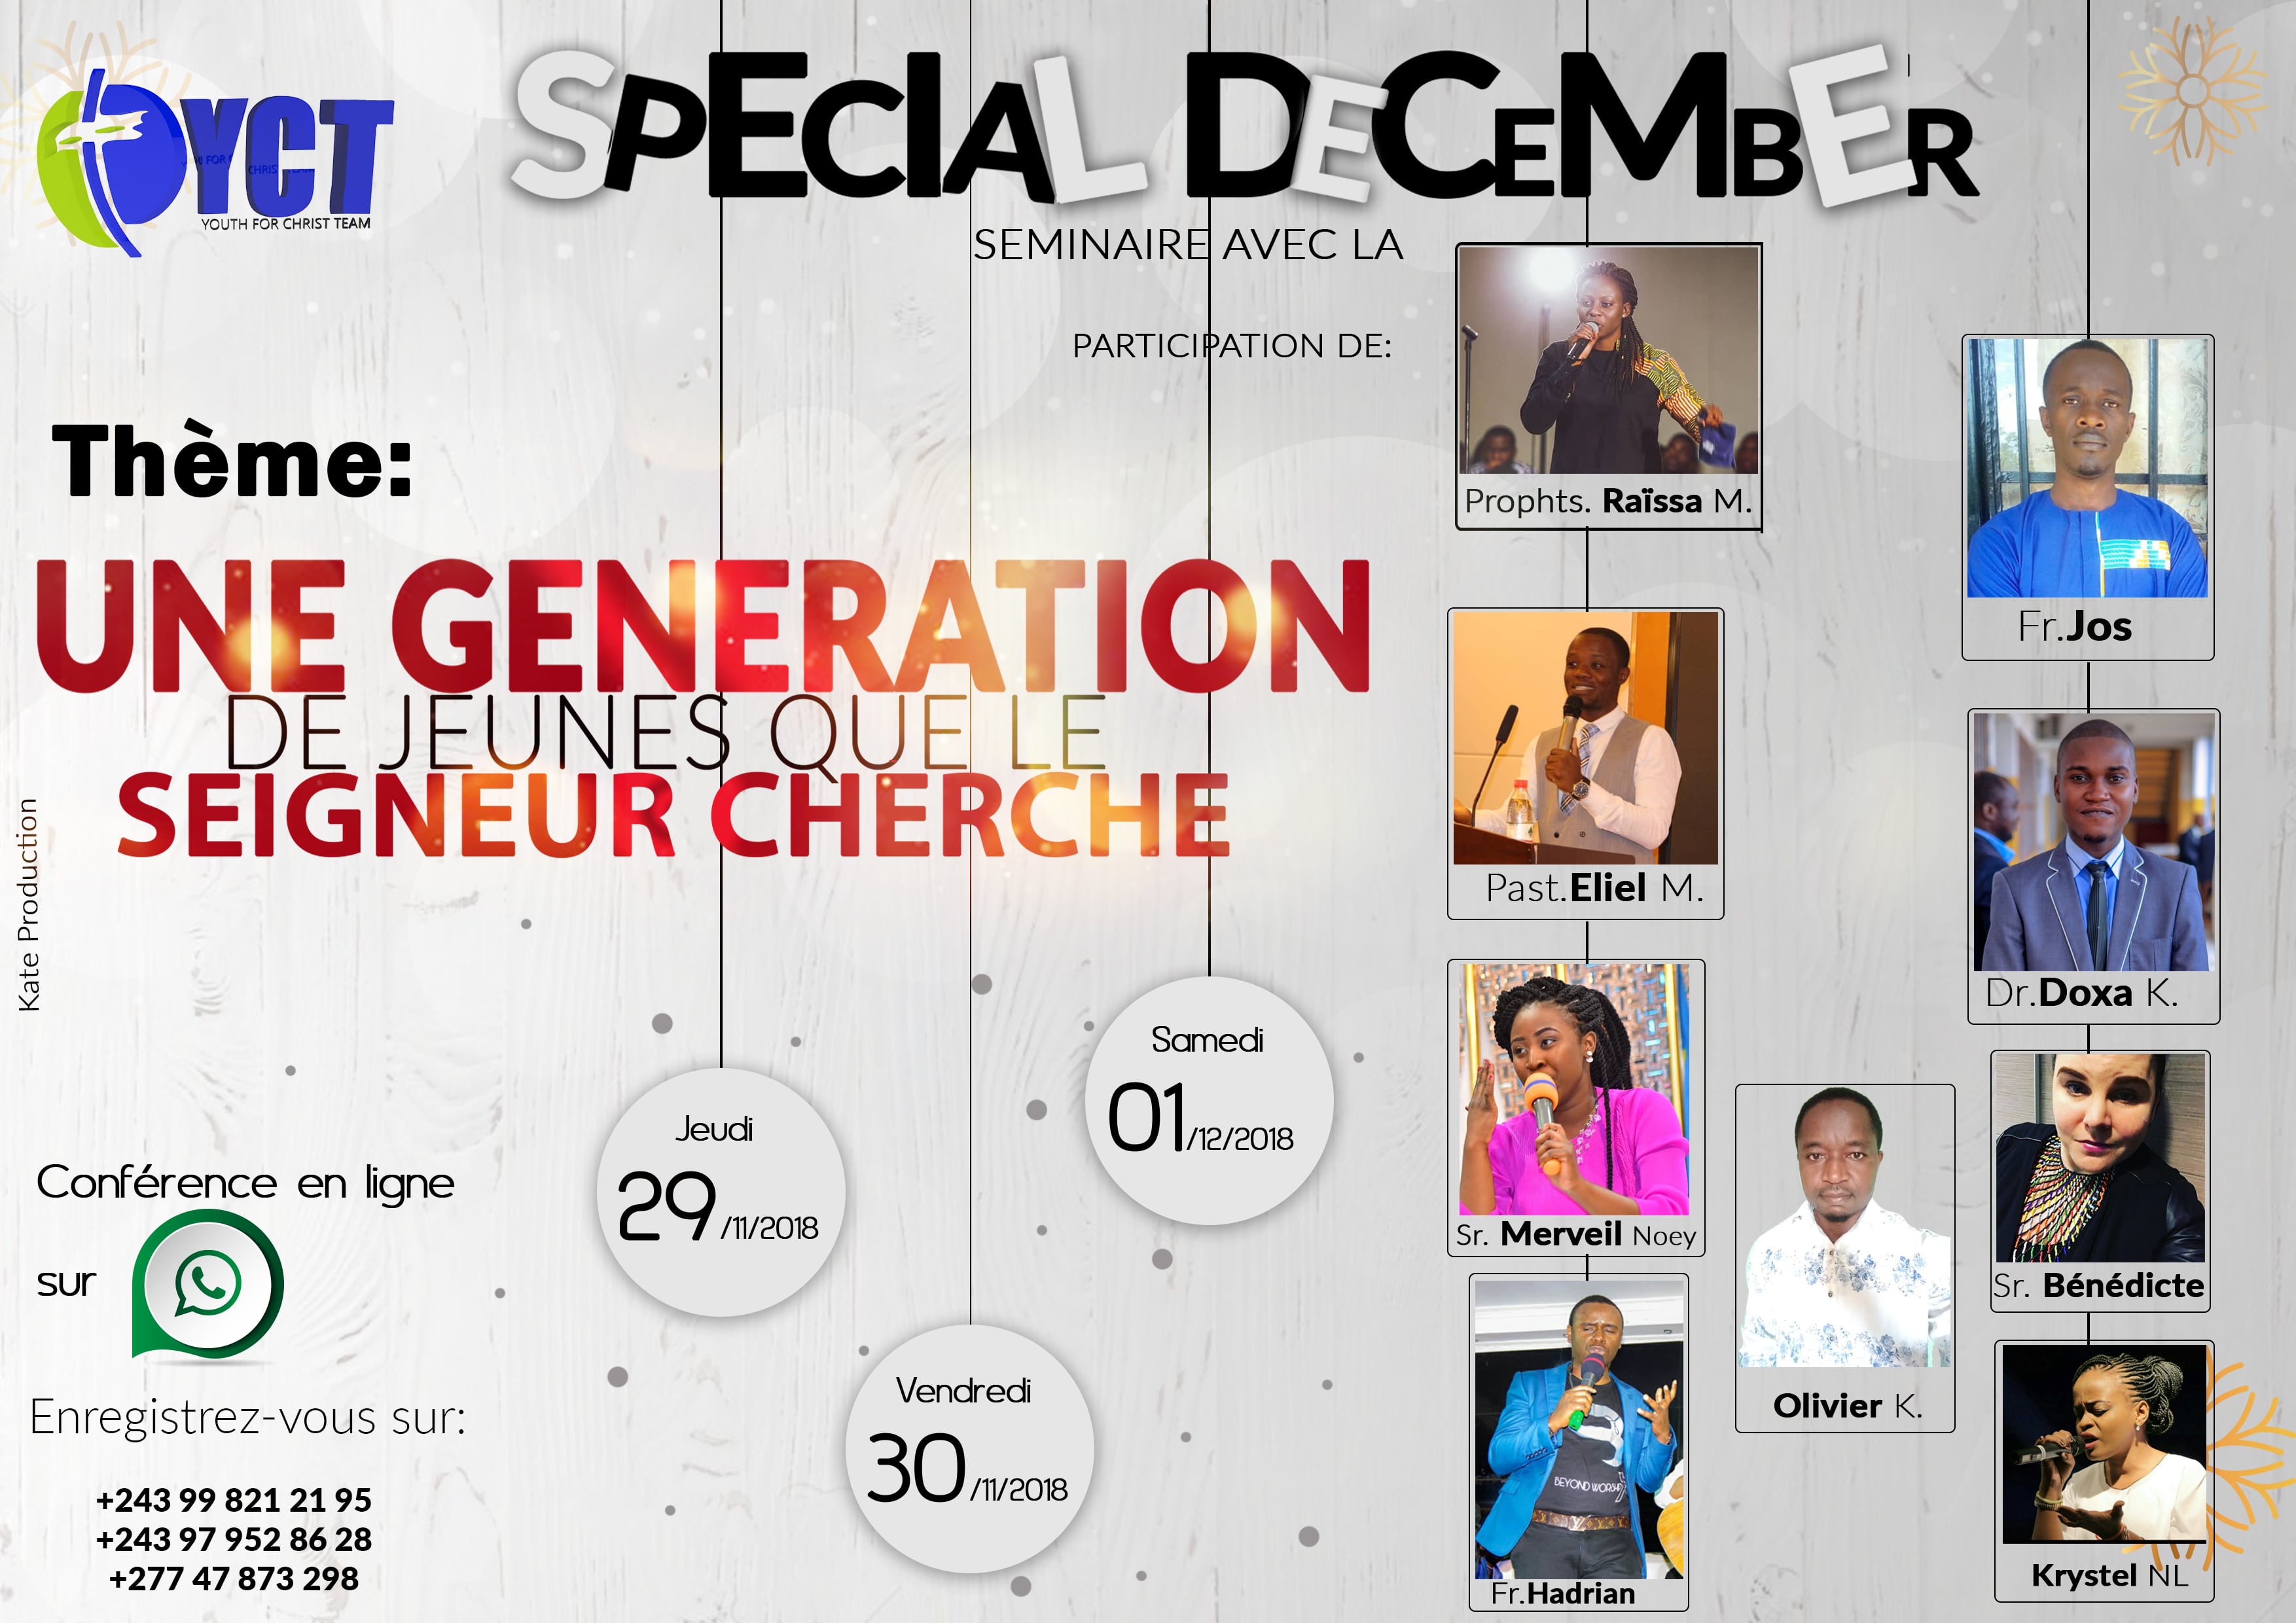 SPECIAL DECEMBER
YCT
YOUTH FOR CHRIST TEAM
SEMINAIRE AVEC LA
PARTICIPATION DE:
Thème:
UNE GENERATION
DE JEUNES QUE LE
SEIGNEUR CHERCHE
Kate Production
Jeudi
29/11/2018
Vendredi
30/11/2018
Samedi
01/12/2018
Conférence en ligne
sur
Enregistrez-vous sur:
+243 99 821 21 95
+243 97 952 86 28
+277 47 873 298
Prophts. Raïssa M.
Past.Eliel M.
Sr. Merveil Noey
BEYOND WORSHIP
Fr.Hadrian
Olivier K.
Fr.Jos
Dr.Doxa K.
Sr. Bénédicte
Krystel NL